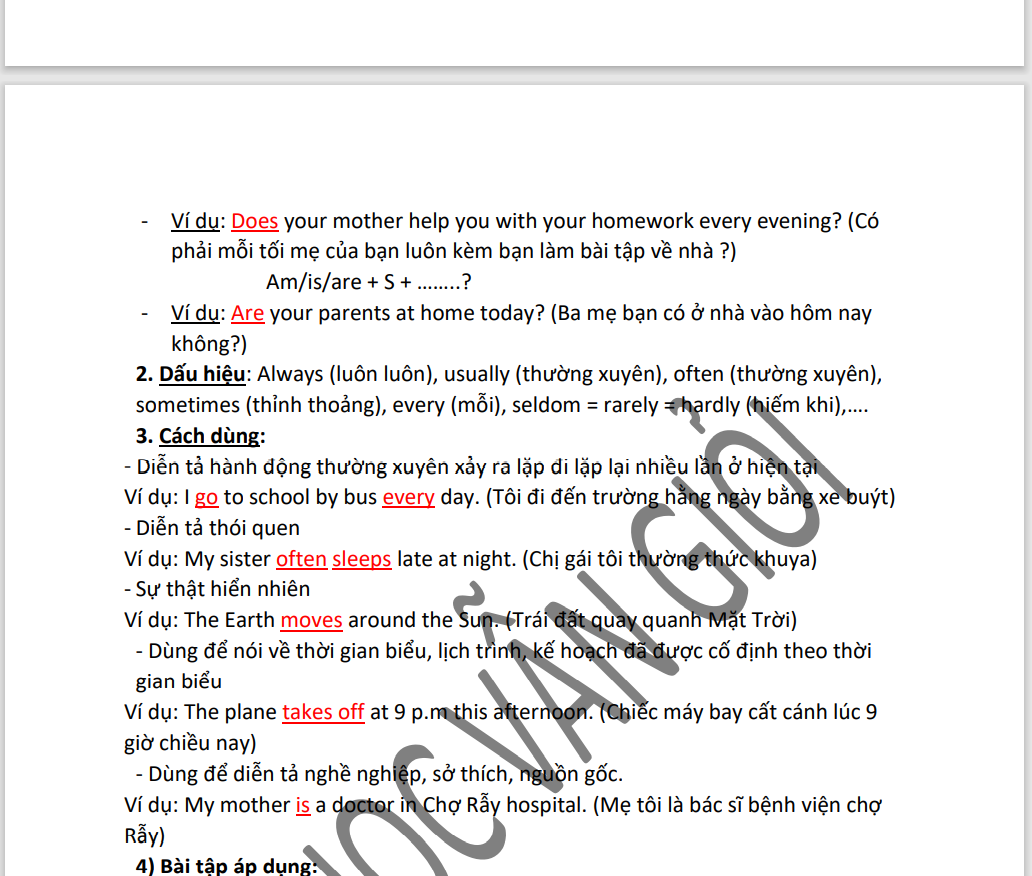 - Ví dụ: Does your mother help you with your homework every evening? (Có
phải mỗi tối mẹ của bạn luôn kèm bạn làm bài tập về nhà ?)
Am/is/are + S + ........?
- Ví dụ: Are your parents at home today? (Ba mẹ bạn có ở nhà vào hôm nay
không?)
2. Dấu hiệu: Always (luôn luôn), usually (thường xuyên), often (thường xuyên),
sometimes (thỉnh thoảng), every (mỗi), seldom = rarely = hardly (hiếm khi),....
3. Cách dùng:
- Diễn tả hành động thường xuyên xảy ra lặp đi lặp lại nhiều lần ở hiện tại
Ví dụ: I go to school by bus every day. (Tôi đi đến trường hằng ngày bằng xe buýt)
- Diễn tả thói quen
Ví dụ: My sister often sleeps late at night. (Chị gái tôi thường thức khuya)
- Sự thật hiển nhiên
Ví dụ: The Earth moves around the Sun. (Trái đất quay quanh Mặt Trời)
- Dùng để nói về thời gian biểu, lịch trình, kế hoạch đã được cố định theo thời
gian biểu
Ví dụ: The plane takes off at 9 p.m this afternoon. (Chiếc máy bay cất cánh lúc 9
giờ chiều nay)
- Dùng để diễn tả nghề nghiệp, sở thích, nguồn gốc.
Ví dụ: My mother is a doctor in Chợ Rẫy hospital. (Mẹ tôi là bác sĩ bệnh viện chợ
Rẫy)
4) Bài tập áp dụng:
ỌC VĂN GIỎI